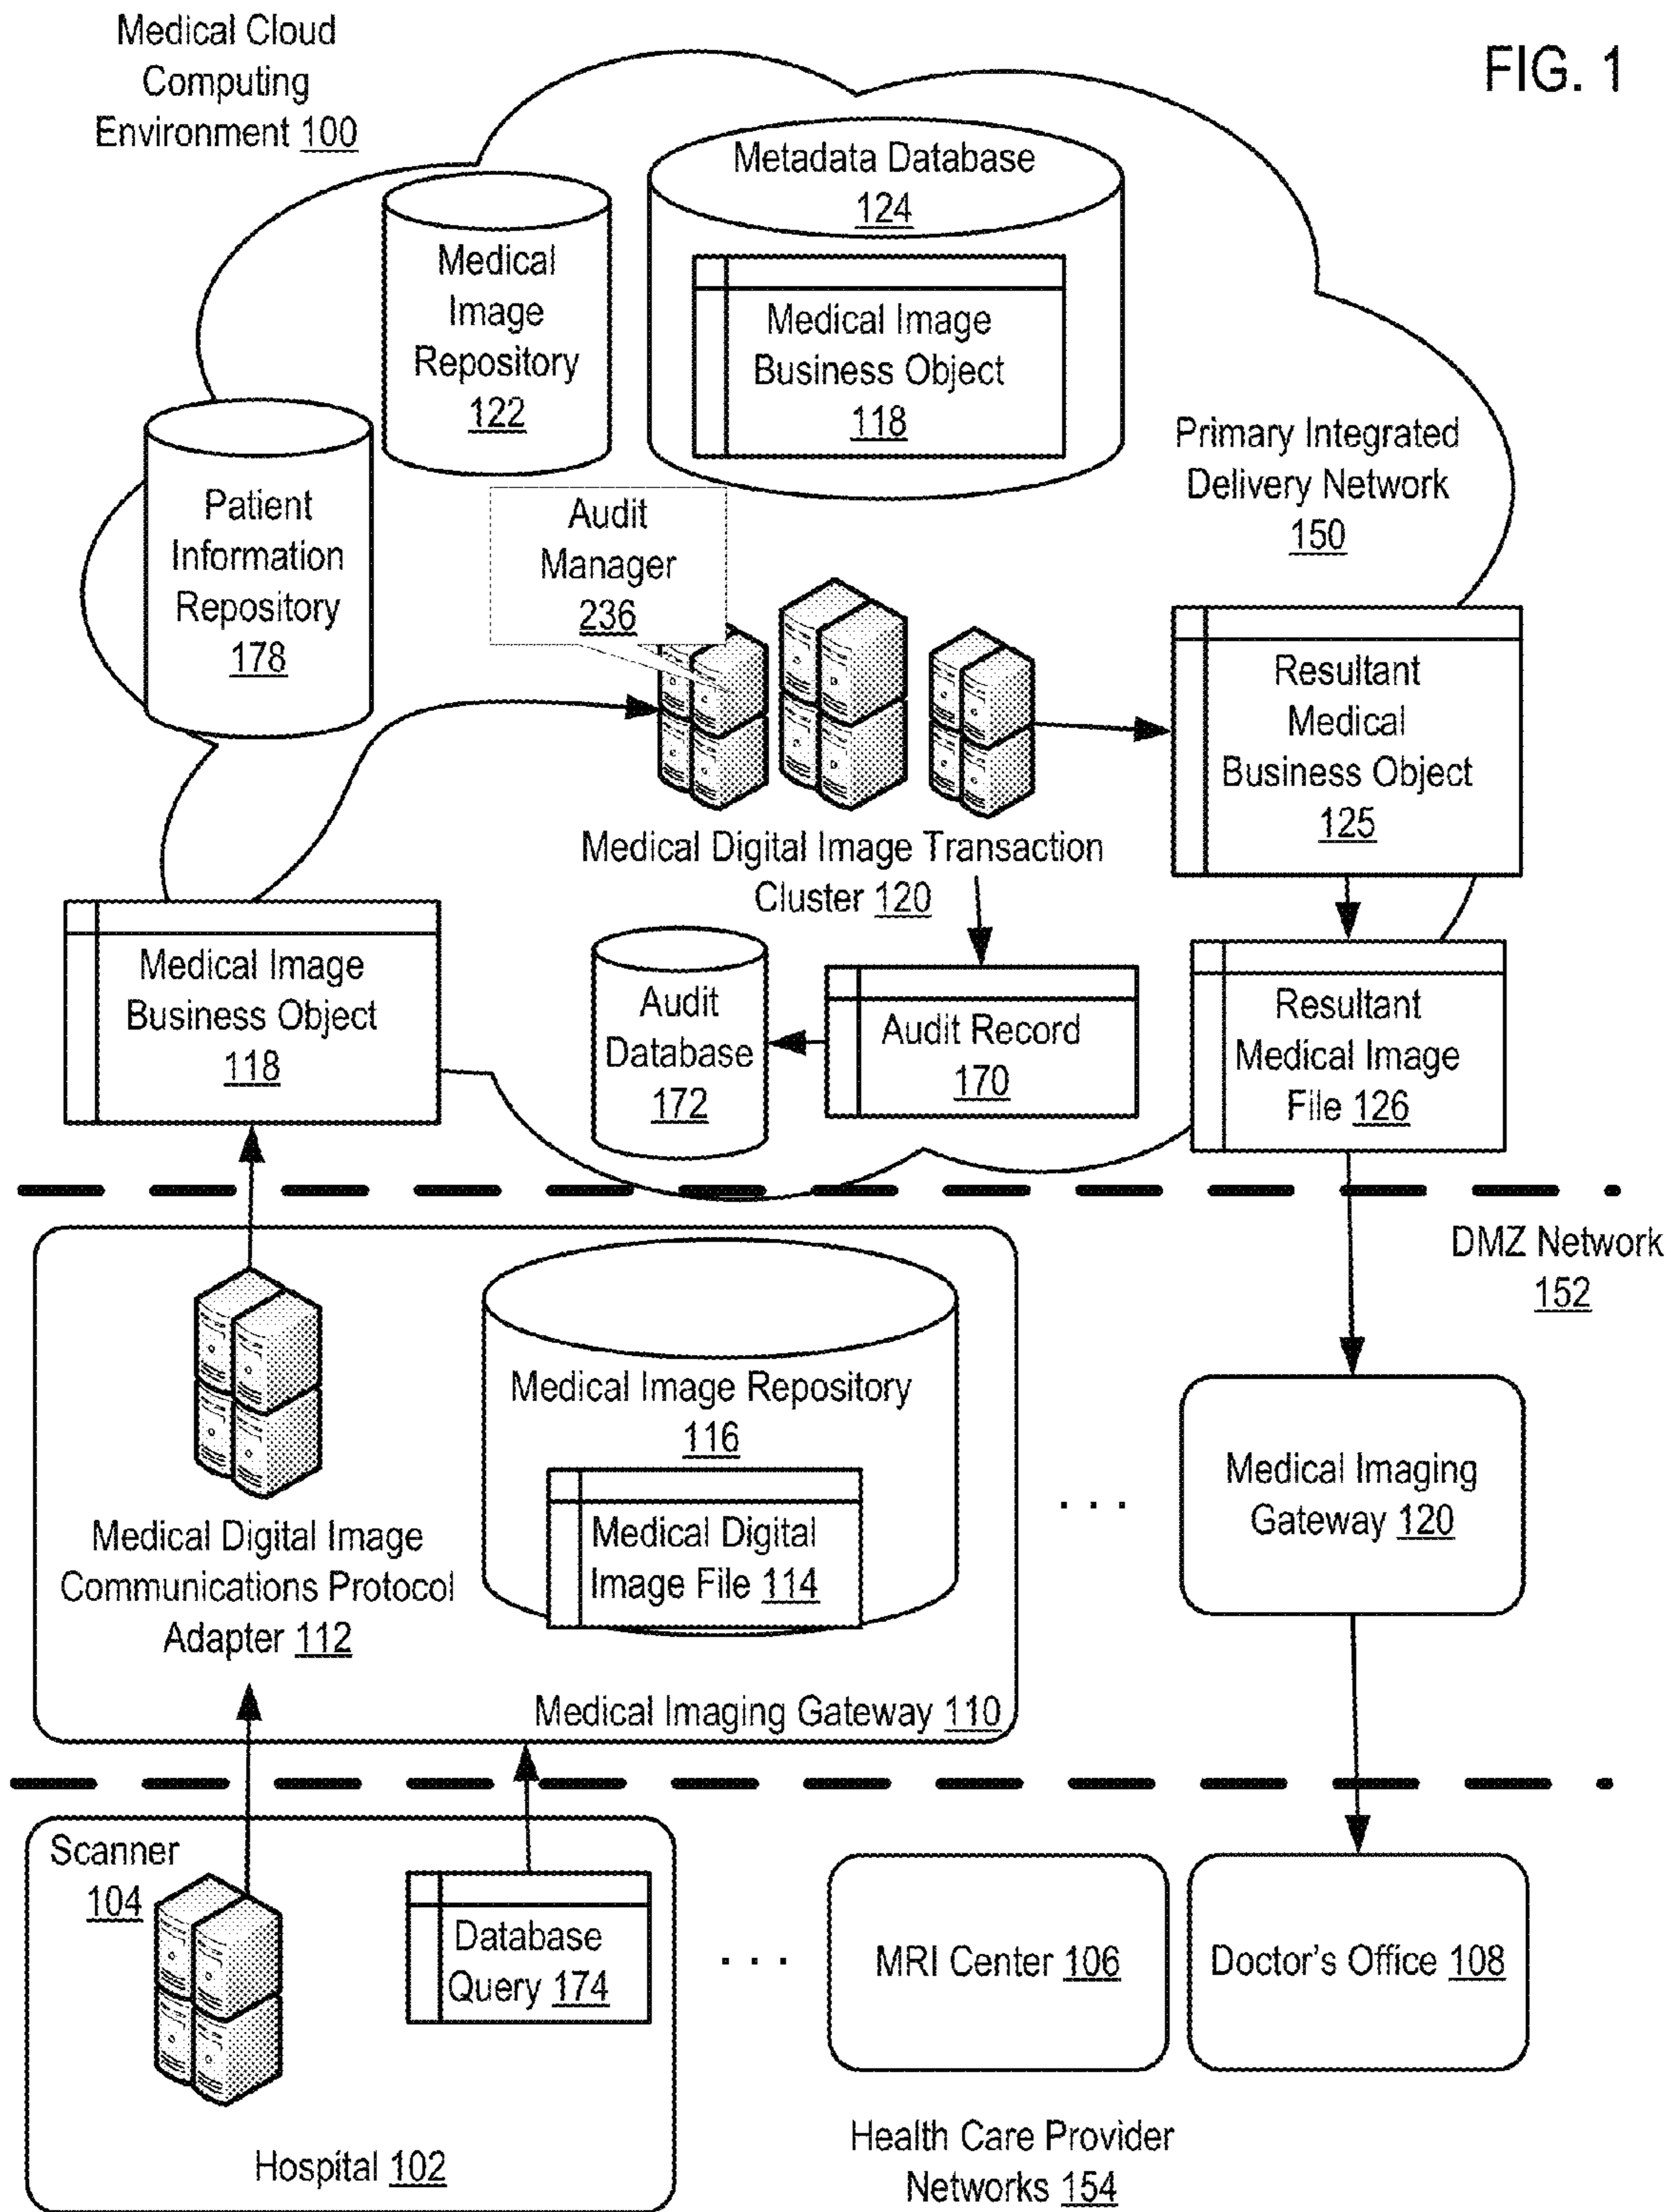 Medical Cloud
Computing
Environment 100
FIG. 1
Metadata Database
124
Medical
Image
Repository
122
Medical Image
Business Object
118
Primary Integrated
Delivery Network
150
Patient
Information
Repository
178
Audit
Manager
236
Resultant
Medical
Business Object
125
Medical Digital Image Transaction
Cluster 120
Medical Image
Business Object
118
Audit
Database
172
Audit Record
170
Resultant
Medical Image
File 126
DMZ Network
152
Medical Image Repository
116
Medical Digital
Image File 114
Medical Digital Image
Communications Protocol
Adapter 112
. . .
Medical Imaging
Gateway 120
Medical Imaging Gateway 110
Scanner
104
Database
Query 174
. . .
MRI Center 106
Doctor's Office 108
Hospital 102
Health Care Provider
Networks 154